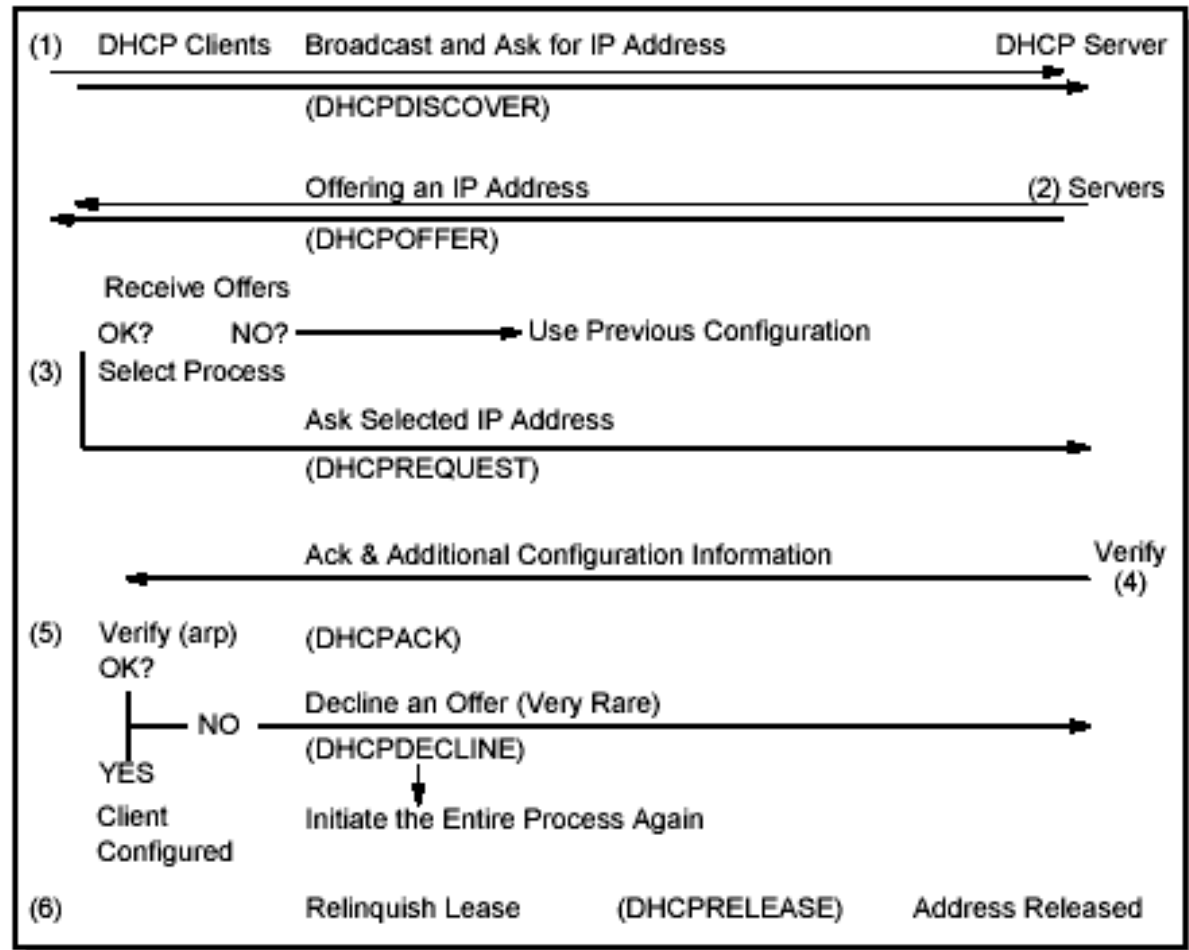 (1) DHCP Clients Broadcast and Ask for IP Address DHCP Server
(DHCPDISCOVER)
Offering an IP Address (2) Servers
(DHCPOFFER)
Receive Offers
OK? NO? Use Previous Configuration
(3) Select Process
Ask Selected IP Address
(DHCPREQUEST)
Ack & Additional Configuration Information Verify
(4)
(5) Verify (arp) (DHCPACK)
OK?
Decline an Offer (Very Rare)
NO
(DHCPDECLINE)
YES
Client Initiate the Entire Process Again
Configured
(6) Relinquish Lease (DHCPRELEASE) Address Released